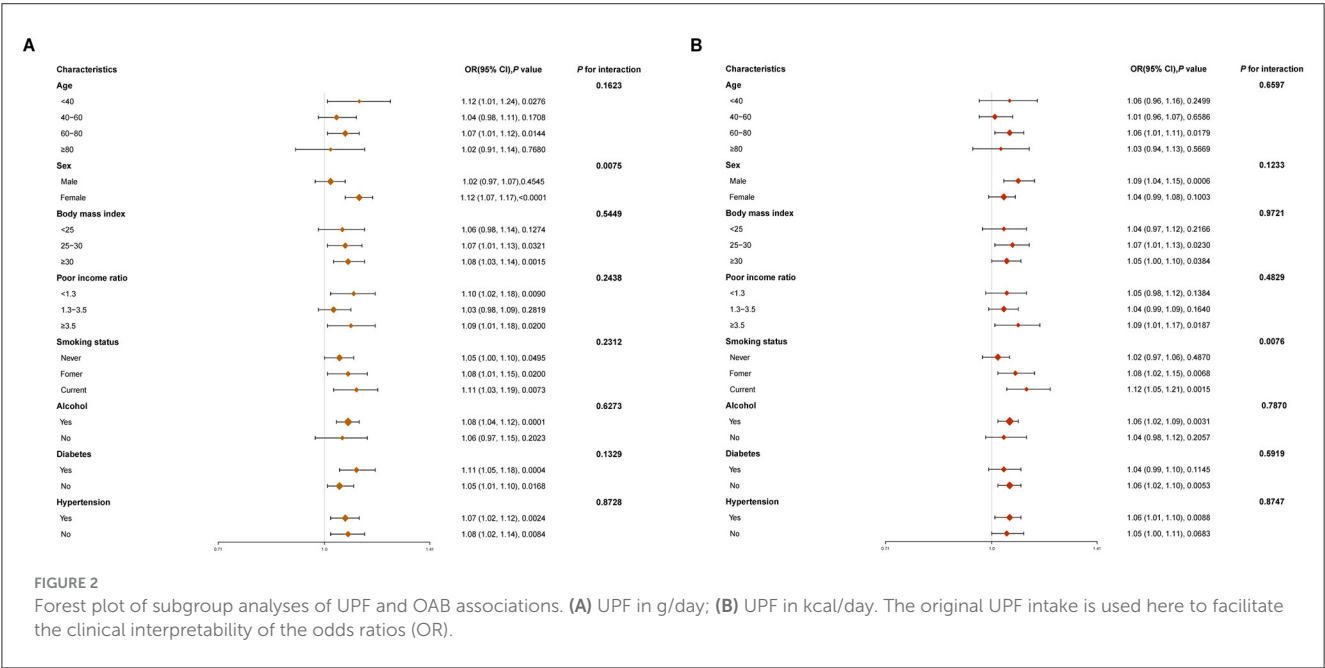 A
Characteristics OR(95% CI),P value P for interaction
Age 0.1623
<40 1.12 (1.01, 1.24), 0.0276
40−60 1.04 (0.98, 1.11), 0.1708
60−80 1.07 (1.01, 1.12), 0.0144
≥80 1.02 (0.91, 1.14), 0.7680
Sex 0.0075
Male 1.02 (0.97, 1.07),0.4545
Female 1.12 (1.07, 1.17),<0.0001
Body mass index 0.5449
<25 1.06 (0.98, 1.14), 0.1274
25−30 1.07 (1.01, 1.13), 0.0321
≥30 1.08 (1.03, 1.14), 0.0015
Poor income ratio 0.2438
<1.3 1.10 (1.02, 1.18), 0.0090
1.3−3.5 1.03 (0.98, 1.09), 0.2819
≥3.5 1.09 (1.01, 1.18), 0.0200
Smoking status 0.2312
Never 1.05 (1.00, 1.10), 0.0495
Fomer 1.08 (1.01, 1.15), 0.0200
Current 1.11 (1.03, 1.19), 0.0073
Alcohol 0.6273
Yes 1.08 (1.04, 1.12), 0.0001
No 1.06 (0.97, 1.15), 0.2023
Diabetes 0.1329
Yes 1.11 (1.05, 1.18), 0.0004
No 1.05 (1.01, 1.10), 0.0168
Hypertension 0.8728
Yes 1.07 (1.02, 1.12), 0.0024
No 1.08 (1.02, 1.14), 0.0084
0.71 1.0 1.41
B
Characteristics OR(95% CI),P value P for interaction
Age 0.6597
<40 1.06 (0.96, 1.16), 0.2499
40−60 1.01 (0.96, 1.07), 0.6586
60−80 1.06 (1.01, 1.11), 0.0179
≥80 1.03 (0.94, 1.13), 0.5669
Sex 0.1233
Male 1.09 (1.04, 1.15), 0.0006
Female 1.04 (0.99, 1.08), 0.1003
Body mass index 0.9721
<25 1.04 (0.97, 1.12), 0.2166
25−30 1.07 (1.01, 1.13), 0.0230
≥30 1.05 (1.00, 1.10), 0.0384
Poor income ratio 0.4829
<1.3 1.05 (0.98, 1.12), 0.1384
1.3−3.5 1.04 (0.99, 1.09), 0.1640
≥3.5 1.09 (1.01, 1.17), 0.0187
Smoking status 0.0076
Never 1.02 (0.97, 1.06), 0.4870
Fomer 1.08 (1.02, 1.15), 0.0068
Current 1.12 (1.05, 1.21), 0.0015
Alcohol 0.7870
Yes 1.06 (1.02, 1.09), 0.0031
No 1.04 (0.98, 1.12), 0.2057
Diabetes 0.5919
Yes 1.04 (0.99, 1.10), 0.1145
No 1.06 (1.02, 1.10), 0.0053
Hypertension 0.8747
Yes 1.06 (1.01, 1.10), 0.0088
No 1.05 (1.00, 1.11), 0.0683
0.71 1.0 1.41
FIGURE 2
Forest plot of subgroup analyses of UPF and OAB associations. (A) UPF in g/day; (B) UPF in kcal/day. The original UPF intake is used here to facilitate
the clinical interpretability of the odds ratios (OR).